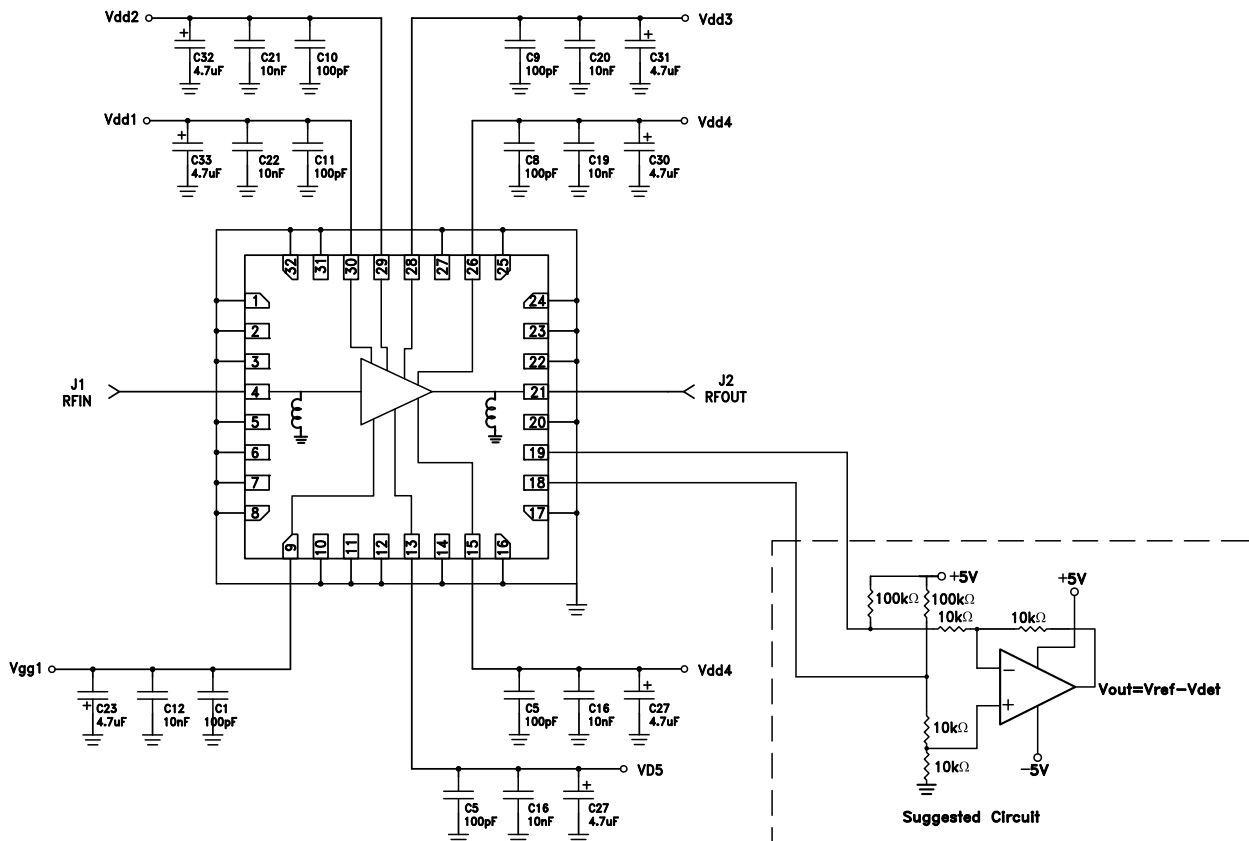 Vdd2
+
C32
4.7uF
C21
10nF
C10
100pF
Vdd3
C9
100pF
C20
10nF
+
C31
4.7uF
Vdd1
+
C33
4.7uF
C22
10nF
C11
100pF
Vdd4
C8
100pF
C19
10nF
+
C30
4.7uF
32
31
30
29
28
27
26
25
1
2
3
4
5
6
7
8
24
23
22
21
20
19
18
17
9
10
11
12
13
14
15
16
J1
RFIN
J2
RFOUT
Vgg1
+
C23
4.7uF
C12
10nF
C1
100pF
Vdd4
C5
100pF
C16
10nF
+
C27
4.7uF
VD5
C5
100pF
C16
10nF
+
C27
4.7uF
+5V
+5V
100kΩ
100kΩ
10kΩ
10kΩ
−
+
Vout=Vref-Vdet
10kΩ
10kΩ
-5V
Suggested Circuit